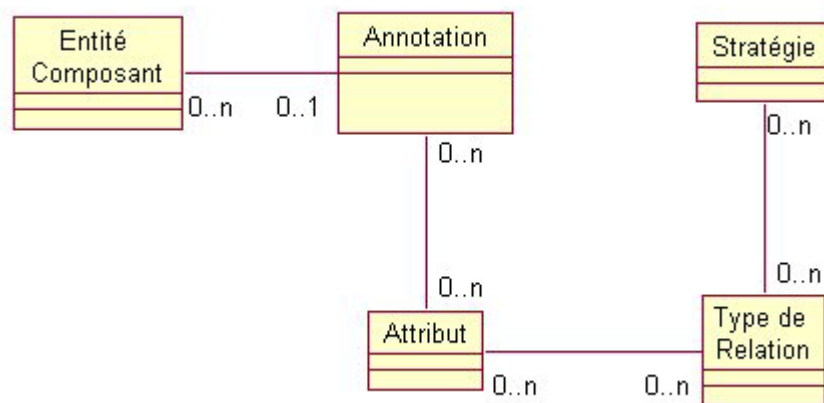 Entité
Composant
Annotation
Stratégie
0..n
0..1
0..n
0..n
0..n
0..n
Attribut
Type de
Relation
0..n
0..n